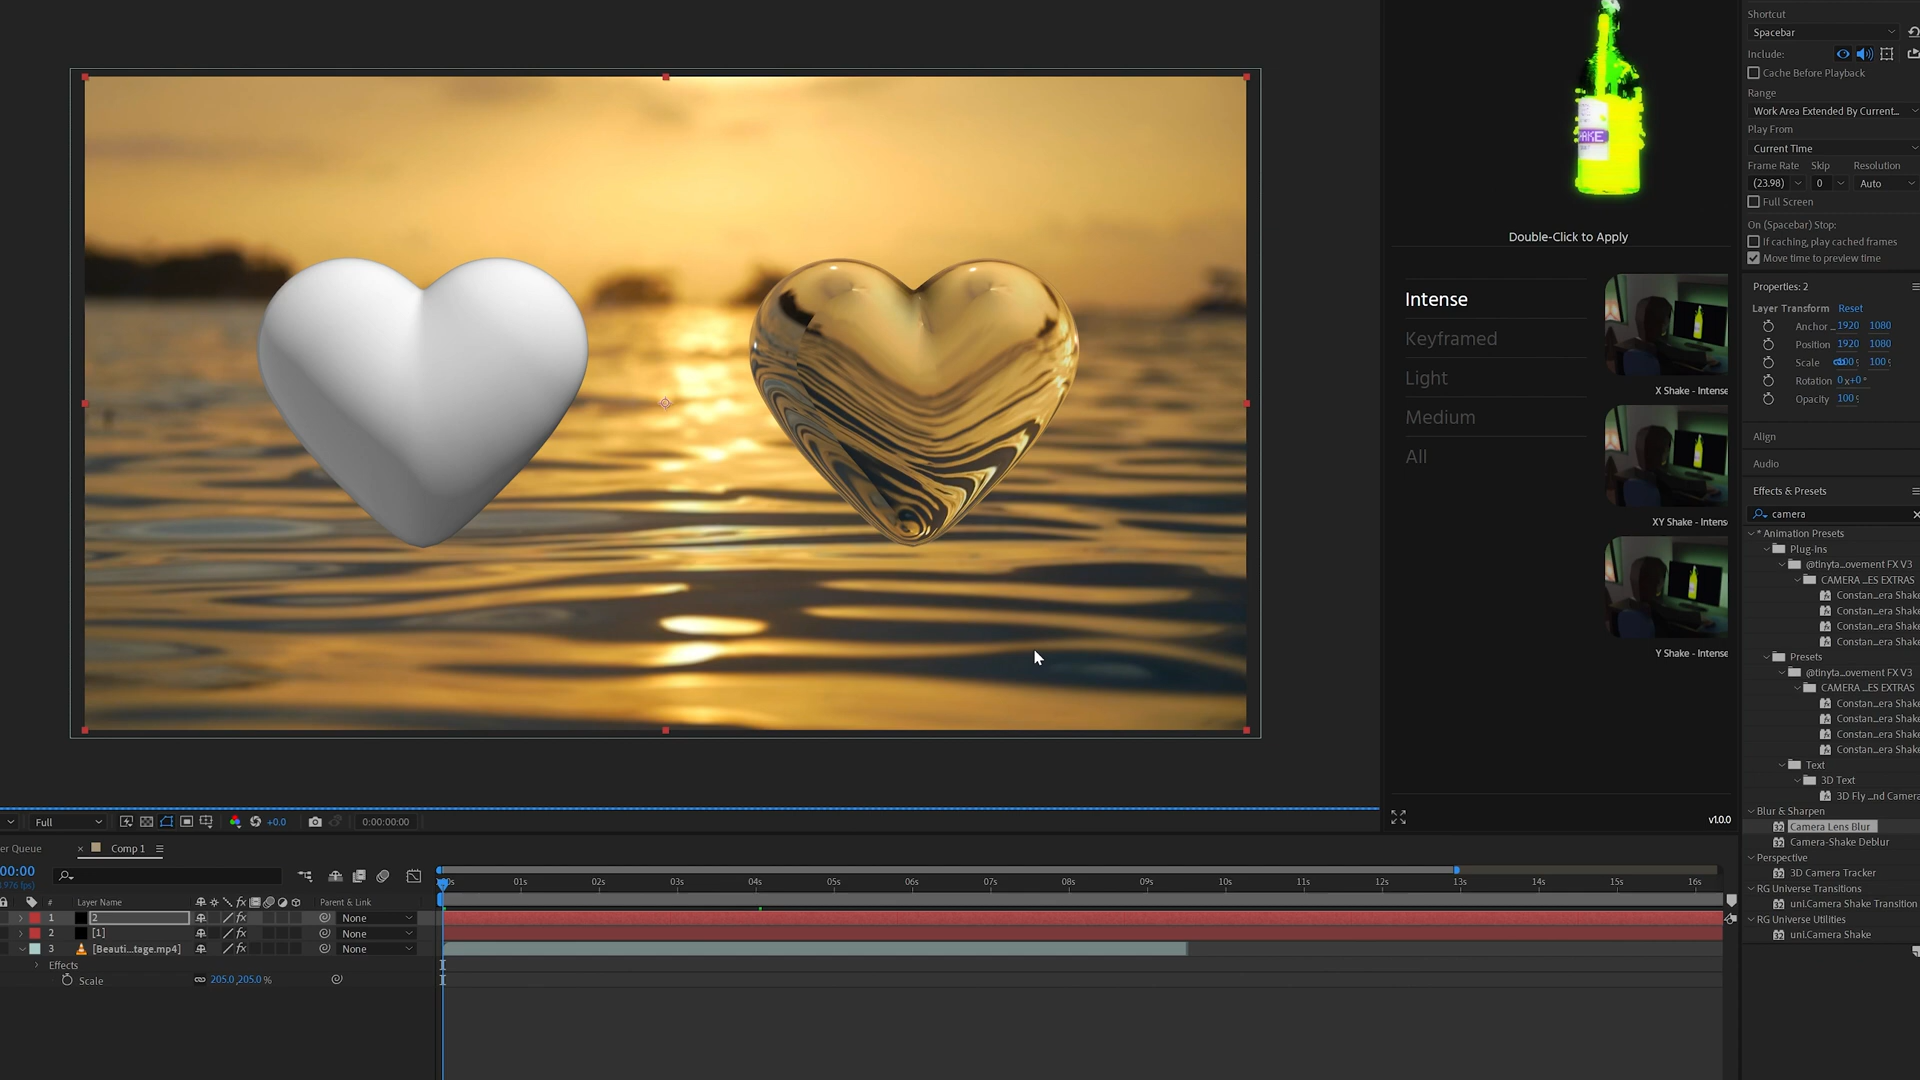 Shortcut
Spacebar
Include:
Cache Before Playback
Range
Work Area Extended By Current...
Play From
Current Time
Frame Rate Skip Resolution
(23.98) 0 Auto
Full Screen
On (Spacebar) Stop:
If caching, play cached frames
Move time to preview time
Properties: 2
Layer Transform Reset
Anchor ... 1920 1080
Position 1920 1080
Scale 100 100
Rotation 0x+0°
Opacity 100
Align
Audio
Effects & Presets
camera
* Animation Presets
Plug-ins
@tinyta...ovement FX V3
CAMERA ...ES EXTRAS
Constan...era Shake
Constan...era Shake
Constan...era Shake
Constan...era Shake
Presets
@tinyta...ovement FX V3
CAMERA ...ES EXTRAS
Constan...era Shake
Constan...era Shake
Constan...era Shake
Constan...era Shake
Text
3D Text
3D Fly ...nd Camera
Blur & Sharpen
Camera Lens Blur
Camera-Shake Deblur
Perspective
3D Camera Tracker
RG Universe Transitions
uni.Camera Shake Transition
RG Universe Utilities
uni.Camera Shake
AKE
Double-Click to Apply
Intense
Keyframed
Light
Medium
All
X Shake - Intense
XY Shake - Intens
Y Shake - Intense
v1.0.0
Full
+0.0
0:00:00:00
er Queue
Comp 1
00:00
.976 fps)
01s 02s 03s 04s 05s 06s 07s 08s 09s 10s 11s 12s 13s 14s 15s 16s
# Layer Name fx Parent & Link
1 2 fx None
2 [1] fx None
3 [Beauti...tage.mp4] fx None
Effects
Scale 205.0,205.0%